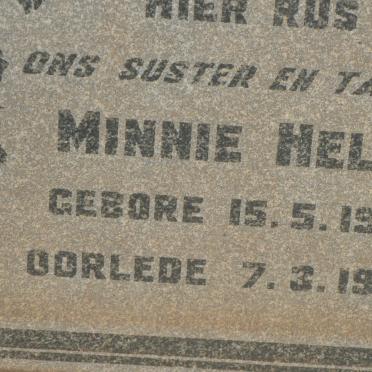 HIER RUS
ONS SUSTER EN TA
MINNIE HEL
GEBORE 15.5.19
OORLEDE 7.3.19